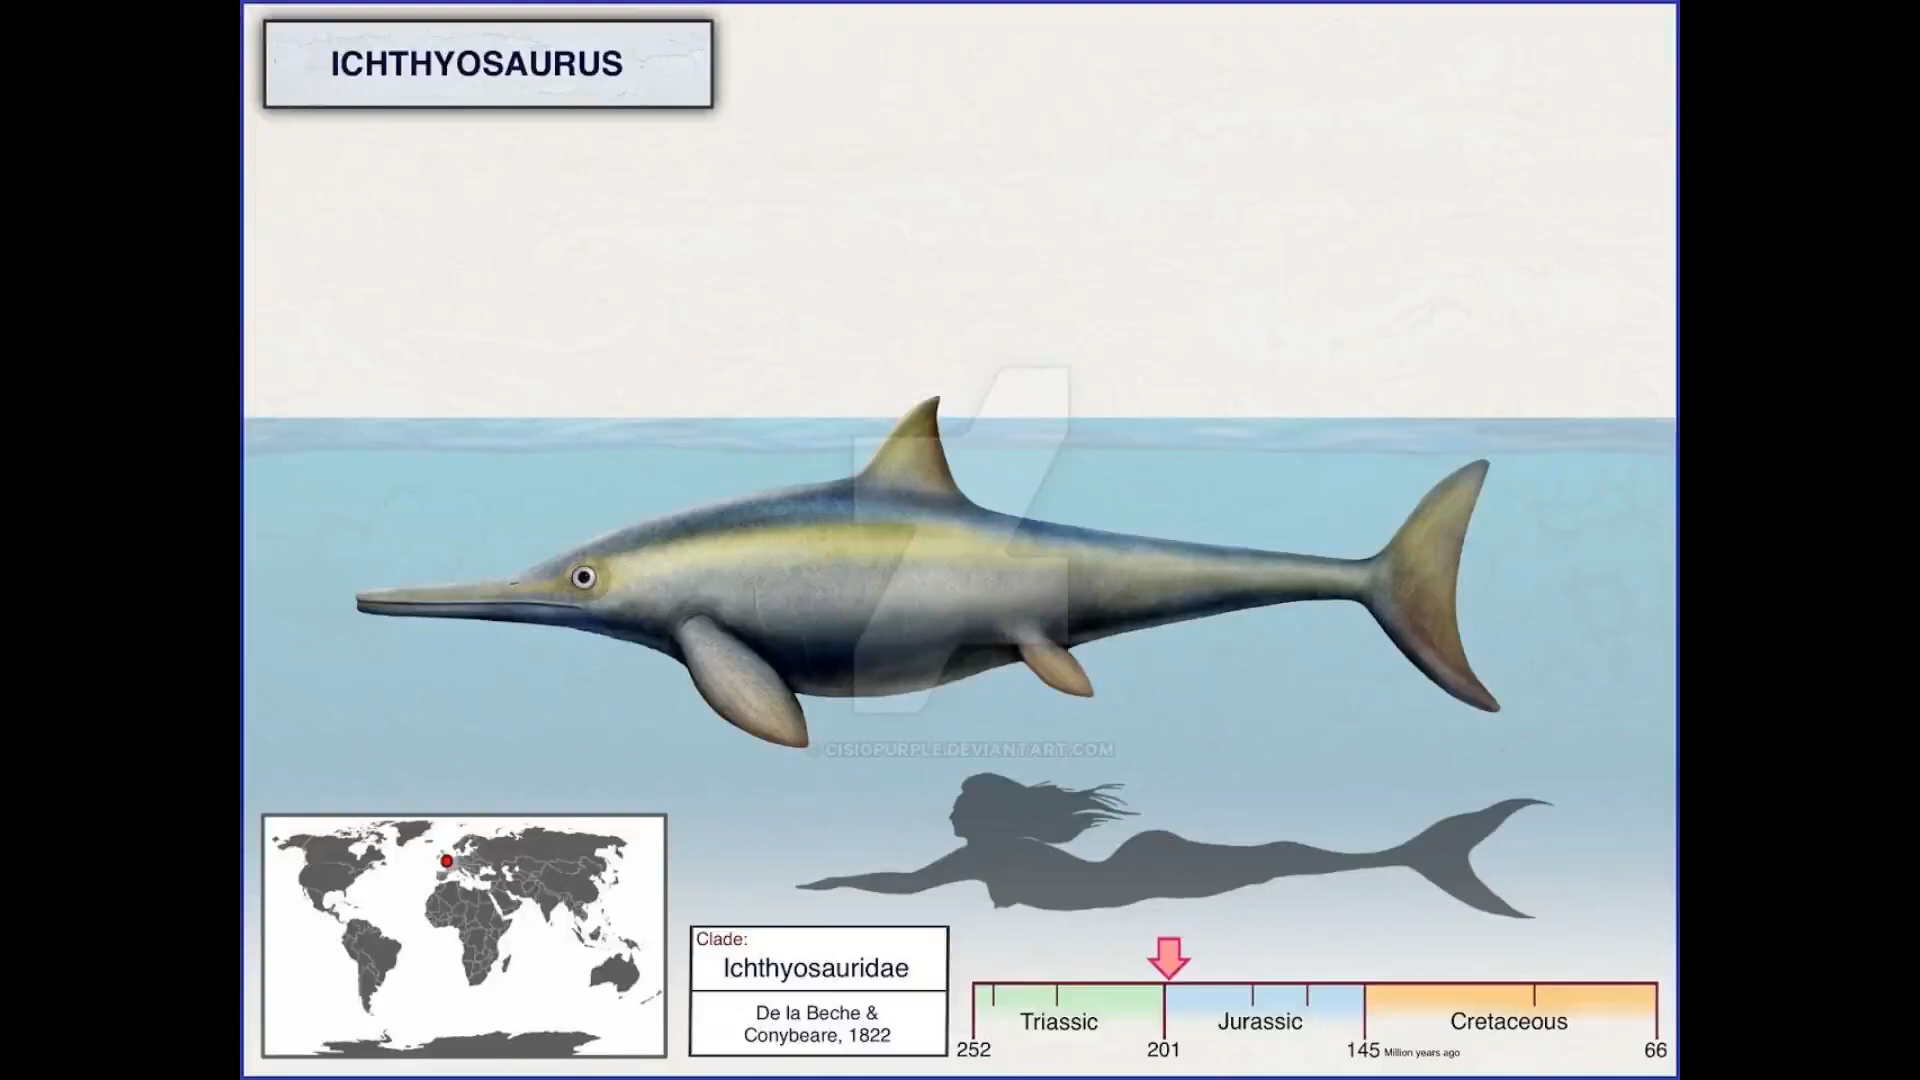 ICHTHYOSAURUS
© CISIOPURPLE.DEVIANTART.COM
Clade:
Ichthyosauridae
De la Beche &
Conybeare, 1822
Triassic Jurassic Cretaceous
252 201 145 Million years ago 66